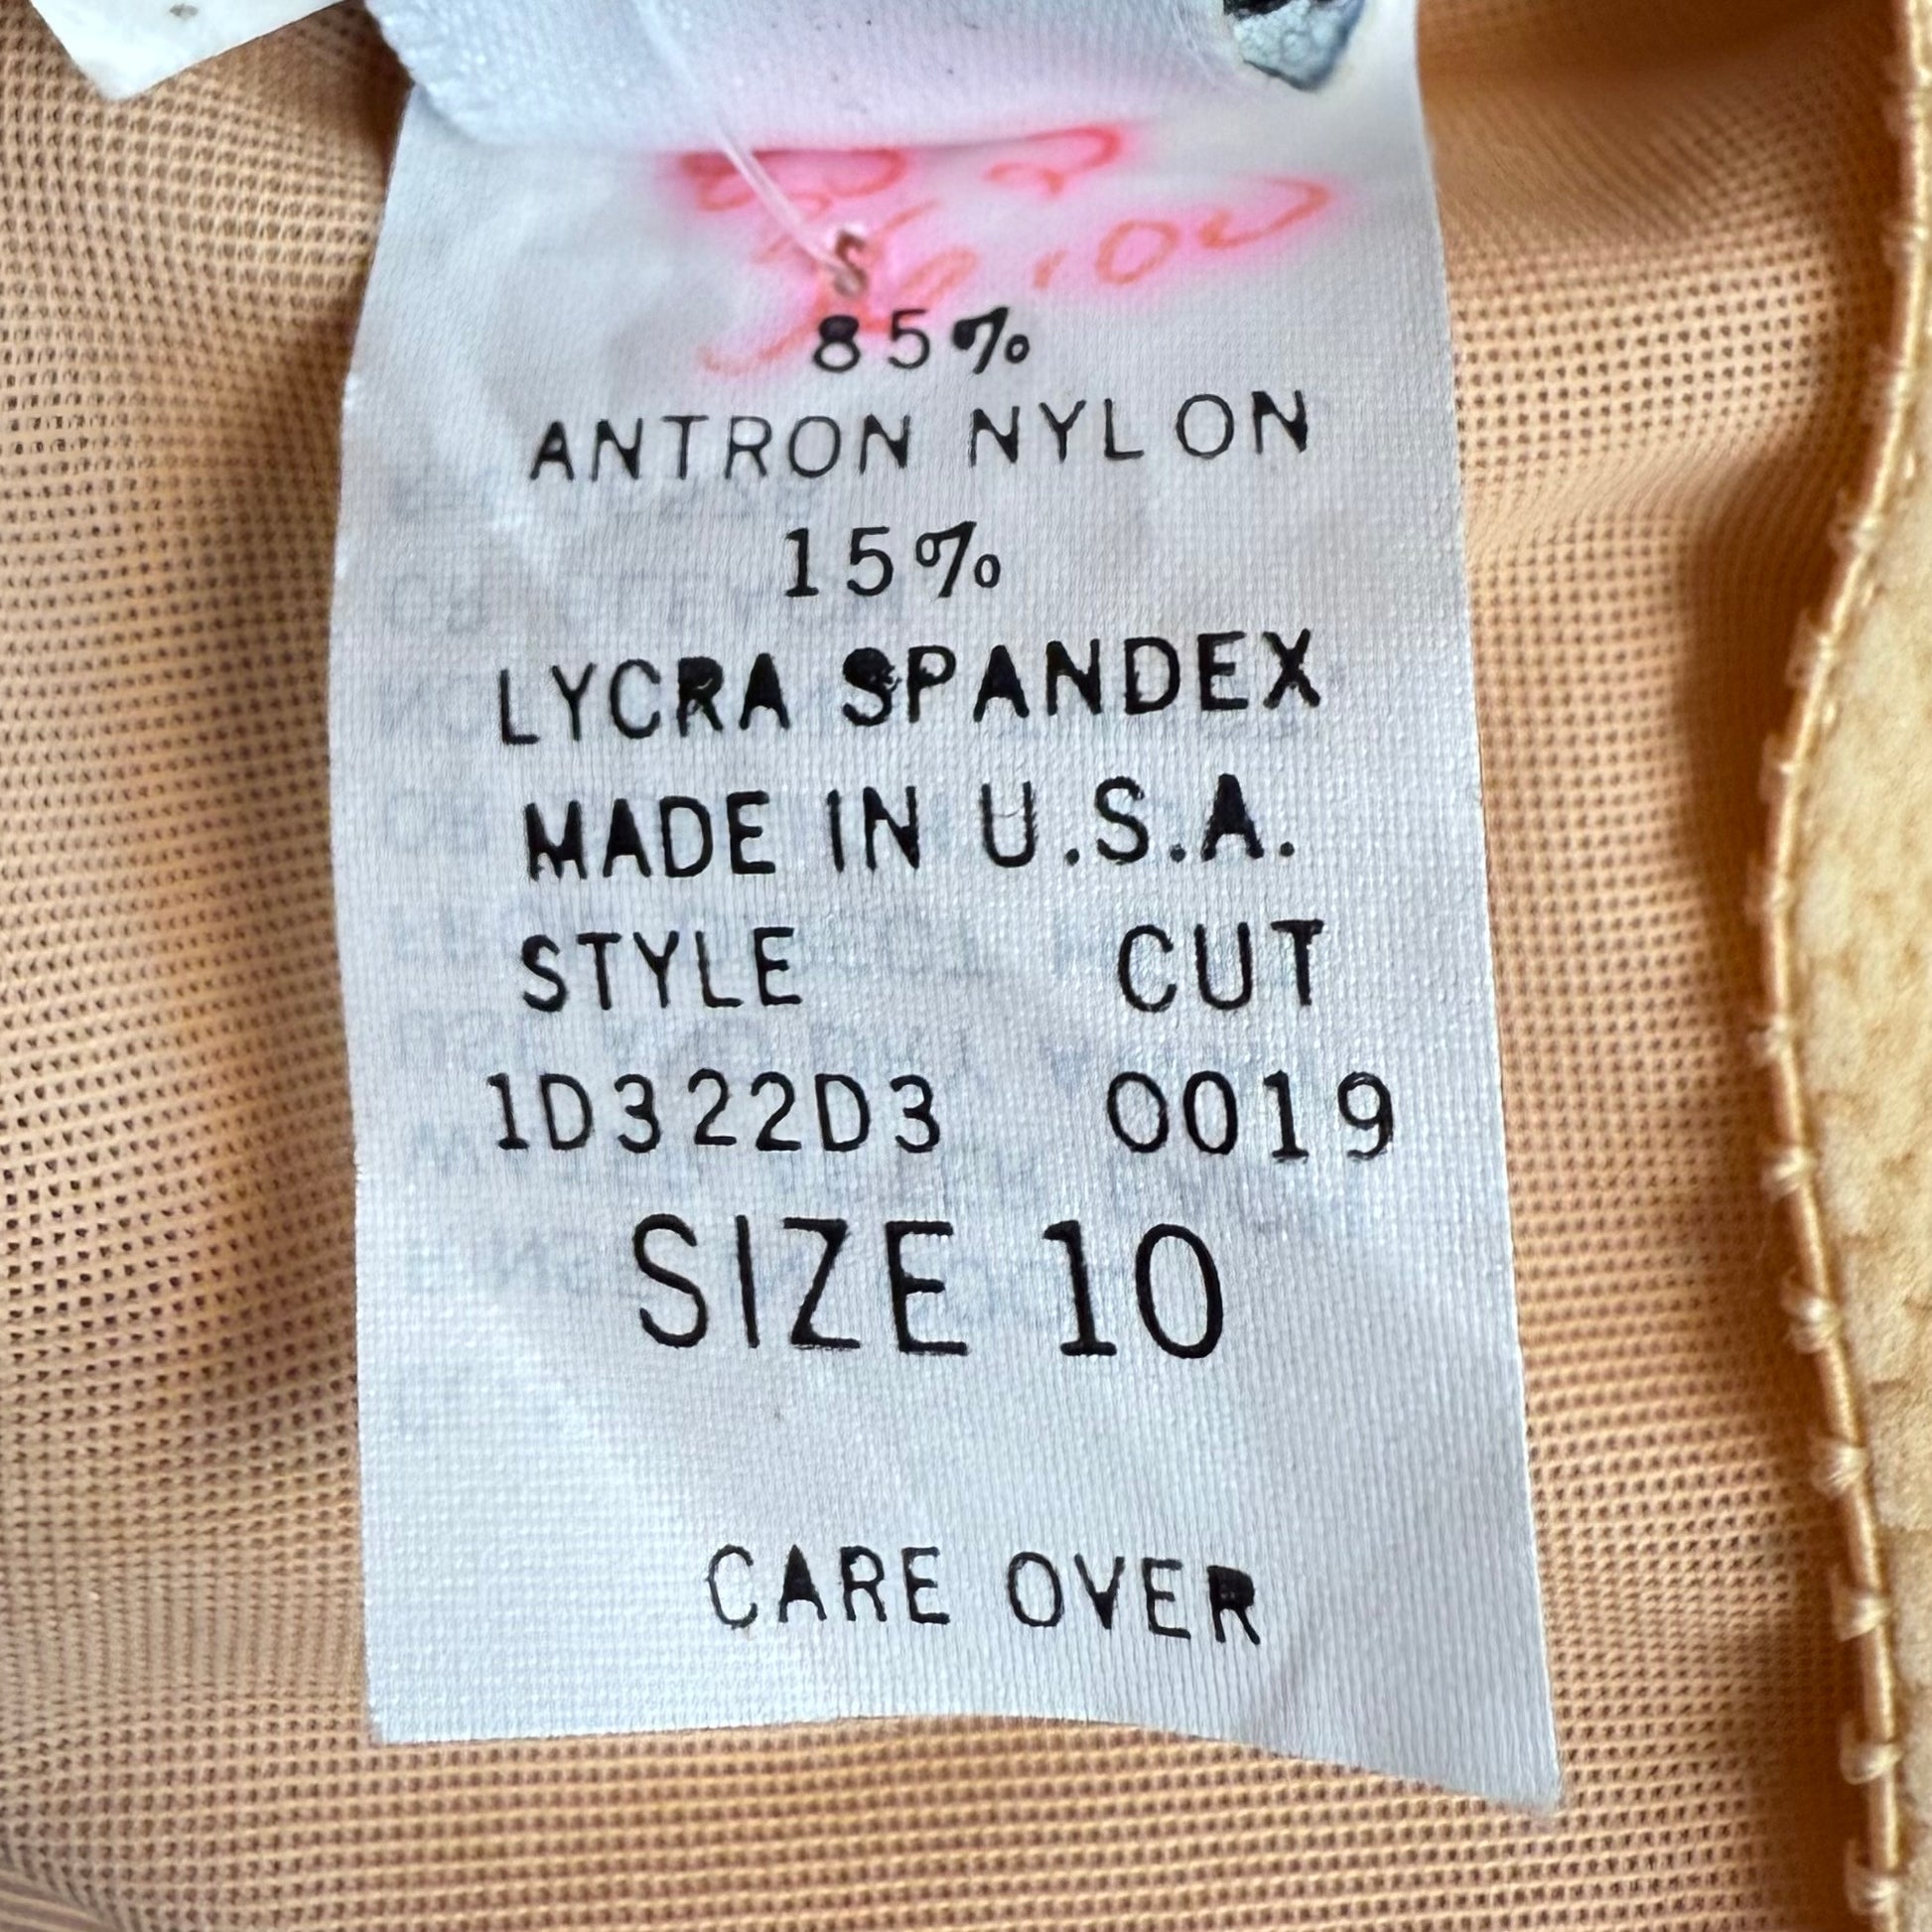 S
85%
ANTRON NYLON
15%
LYCRA SPANDEX
MADE IN U.S.A.
STYLE CUT
1D322D3 0019
SIZE 10
CARE OVER